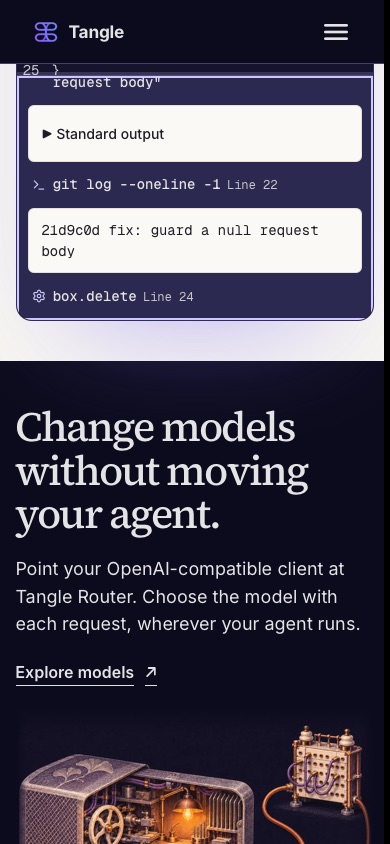 Tangle
25 }
request body"
Standard output
git log --oneline -1 Line 22
21d9c0d fix: guard a null request
body
box.delete Line 24
Change models
without moving
your agent.
Point your OpenAI-compatible client at
Tangle Router. Choose the model with
each request, wherever your agent runs.
Explore models